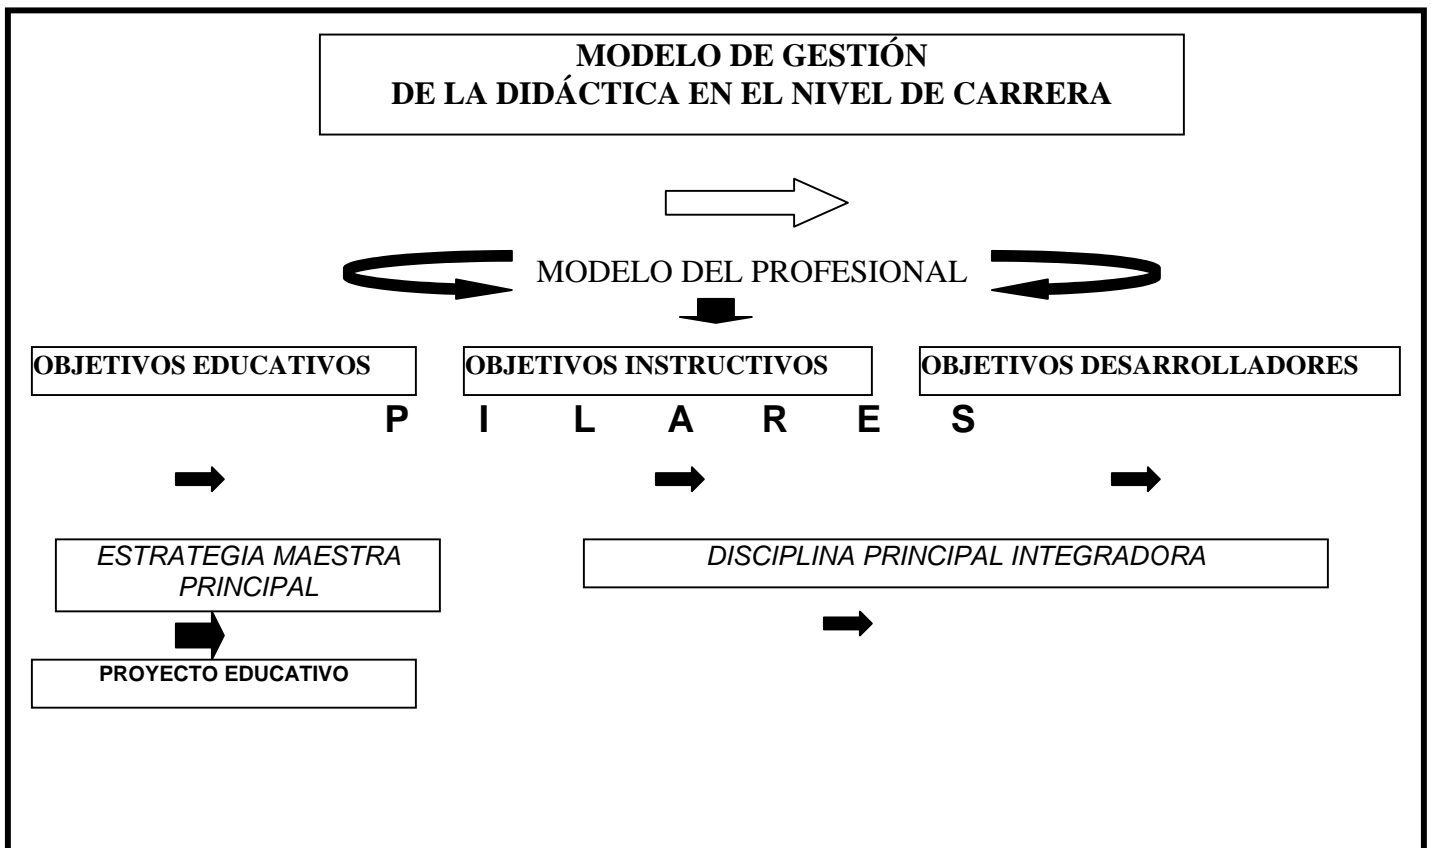 MODELO DE GESTIÓN
DE LA DIDÁCTICA EN EL NIVEL DE CARRERA
MODELO DEL PROFESIONAL
OBJETIVOS EDUCATIVOS
OBJETIVOS INSTRUCTIVOS
OBJETIVOS DESARROLLADORES
P I L A R E S
ESTRATEGIA MAESTRA
PRINCIPAL
DISCIPLINA PRINCIPAL INTEGRADORA
PROYECTO EDUCATIVO